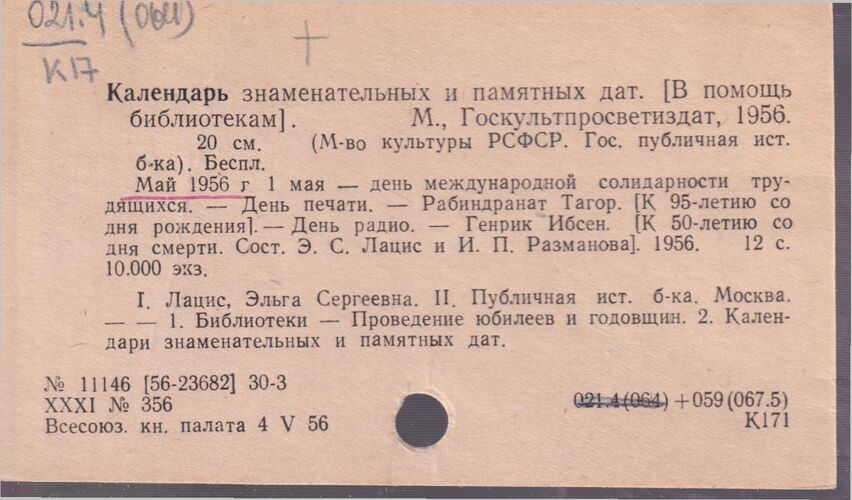 021.4 (064)
К17
Календарь знаменательных и памятных дат. [В помощь
библиотекам]. М., Госкультпросветиздат, 1956.
20 см. (М-во культуры РСФСР. Гос. публичная ист.
б-ка). Беспл.
Май 1956 г. 1 мая — день международной солидарности тру-
дящихся. — День печати. — Рабиндранат Тагор. [К 95-летию со
дня рождения]. — День радио. — Генрик Ибсен. [К 50-летию со
дня смерти. Сост. Э. С. Лацис и И. П. Разманова]. 1956. 12 с.
10.000 экз.
I. Лацис, Эльга Сергеевна. II. Публичная ист. б-ка. Москва.
— — 1. Библиотеки — Проведение юбилеев и годовщин. 2. Кален-
дари знаменательных и памятных дат.
№ 11146 [56-23682] 30-3
XXXI № 356
Всесоюз. кн. палата 4 V 56
021.4(064) +059(067.5)
К171